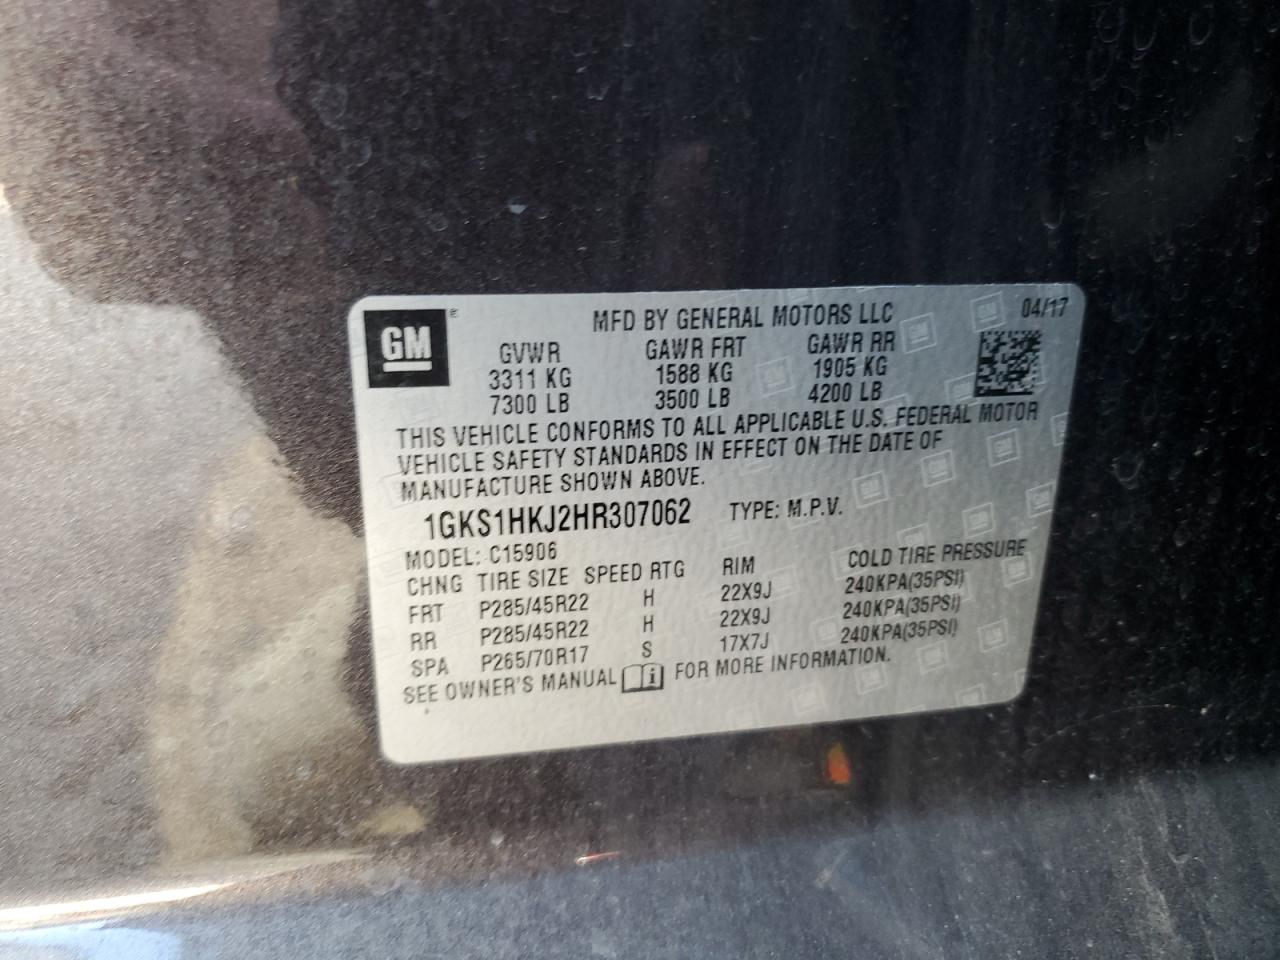 GM ®
MFD BY GENERAL MOTORS LLC 04/17
GVWR GAWR FRT GAWR RR
3311 KG 1588 KG 1905 KG
7300 LB 3500 LB 4200 LB
THIS VEHICLE CONFORMS TO ALL APPLICABLE U.S. FEDERAL MOTOR
VEHICLE SAFETY STANDARDS IN EFFECT ON THE DATE OF
MANUFACTURE SHOWN ABOVE.
1GKS1HKJ2HR307062 TYPE: M.P.V.
MODEL: C15906
CHNG TIRE SIZE SPEED RTG RIM COLD TIRE PRESSURE
FRT P285/45R22 H 22X9J 240KPA(35PSI)
RR P285/45R22 H 22X9J 240KPA(35PSI)
SPA P265/70R17 S 17X7J 240KPA(35PSI)
SEE OWNER'S MANUAL i FOR MORE INFORMATION.